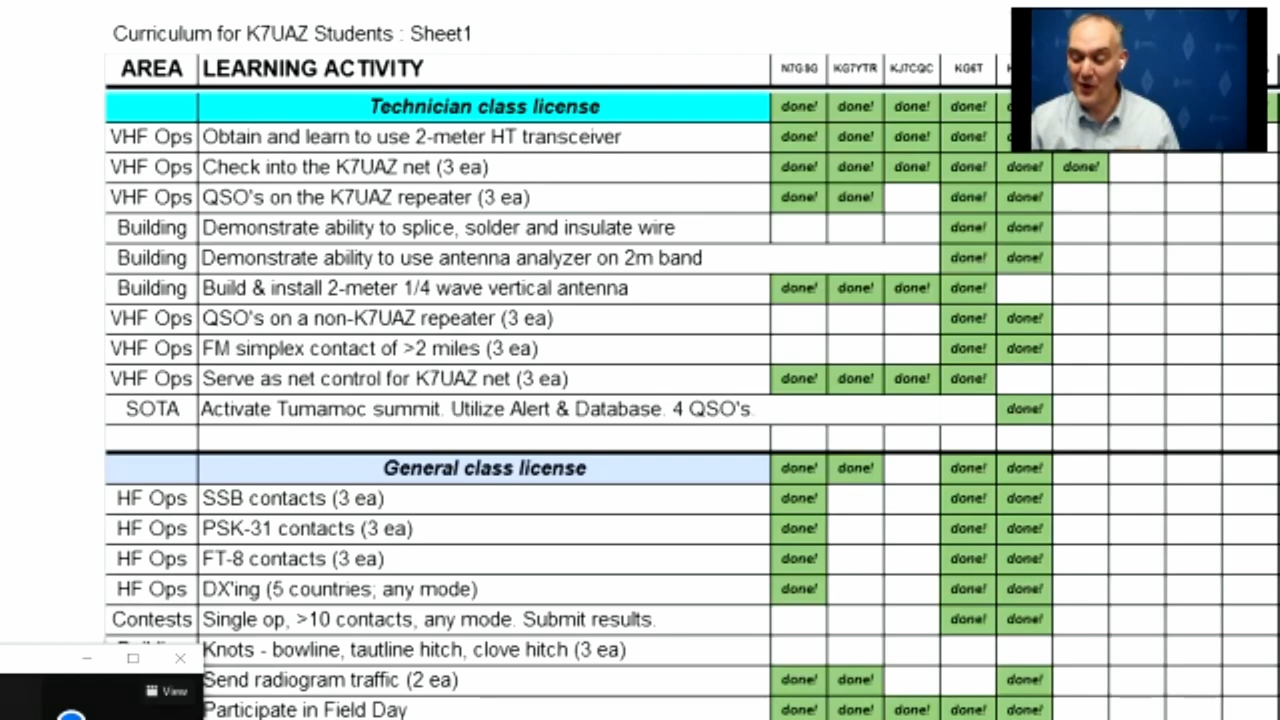 Curriculum for K7UAZ Students : Sheet1
AREA LEARNING ACTIVITY N7GSG KG7YTR KJ7CQC KG6T
Technician class license done! done! done! done!
VHF Ops Obtain and learn to use 2-meter HT transceiver done! done! done! done!
VHF Ops Check into the K7UAZ net (3 ea) done! done! done! done! done! done!
VHF Ops QSO's on the K7UAZ repeater (3 ea) done! done! done! done!
Building Demonstrate ability to splice, solder and insulate wire done! done!
Building Demonstrate ability to use antenna analyzer on 2m band done! done!
Building Build & install 2-meter 1/4 wave vertical antenna done! done! done! done!
VHF Ops QSO's on a non-K7UAZ repeater (3 ea) done! done!
VHF Ops FM simplex contact of >2 miles (3 ea) done! done!
VHF Ops Serve as net control for K7UAZ net (3 ea) done! done! done! done!
SOTA Activate Tumamoc summit. Utilize Alert & Database. 4 QSO's. done!
General class license done! done! done! done!
HF Ops SSB contacts (3 ea) done! done! done!
HF Ops PSK-31 contacts (3 ea) done! done! done!
HF Ops FT-8 contacts (3 ea) done! done! done!
HF Ops DX'ing (5 countries; any mode) done! done! done!
Contests Single op, >10 contacts, any mode. Submit results. done! done!
Knots - bowline, tautline hitch, clove hitch (3 ea)
Send radiogram traffic (2 ea) done! done! done!
View
Participate in Field Day done! done! done! done! done!